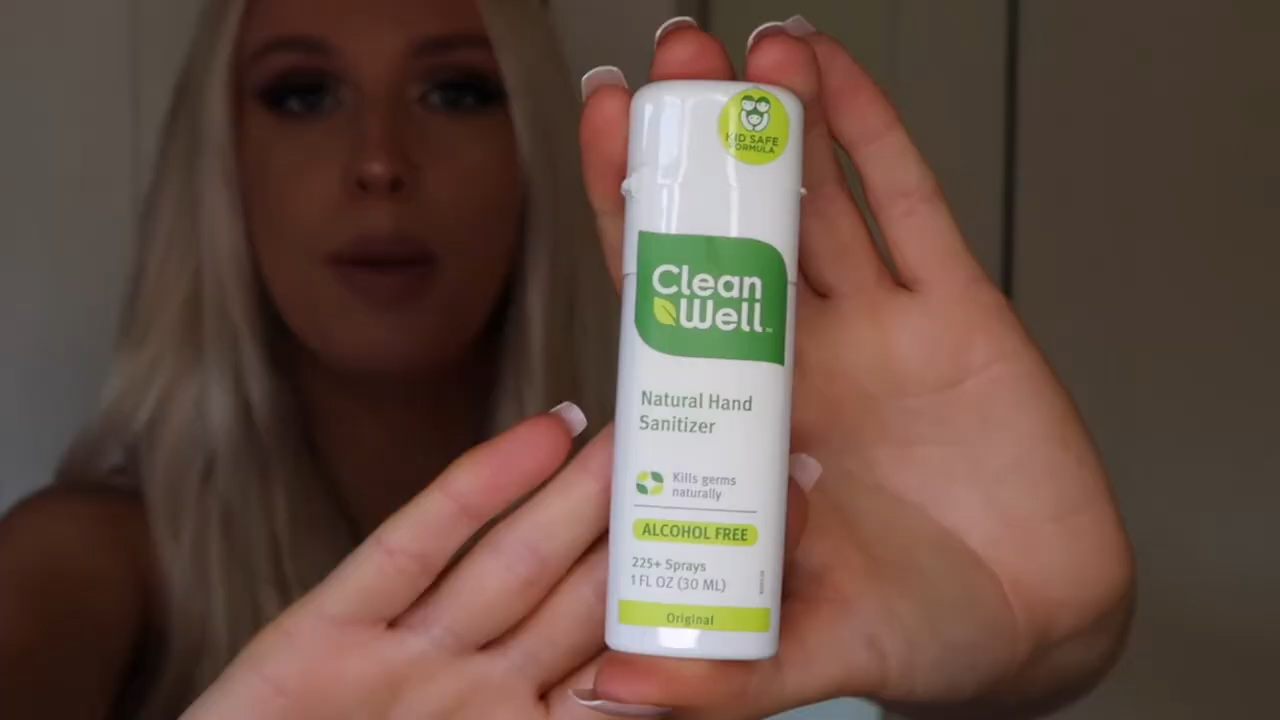 KID SAFE
FORMULA
Clean
Well™
Natural Hand
Sanitizer
Kills germs
naturally
ALCOHOL FREE
225+ Sprays
1 FL OZ (30 ML)
Original